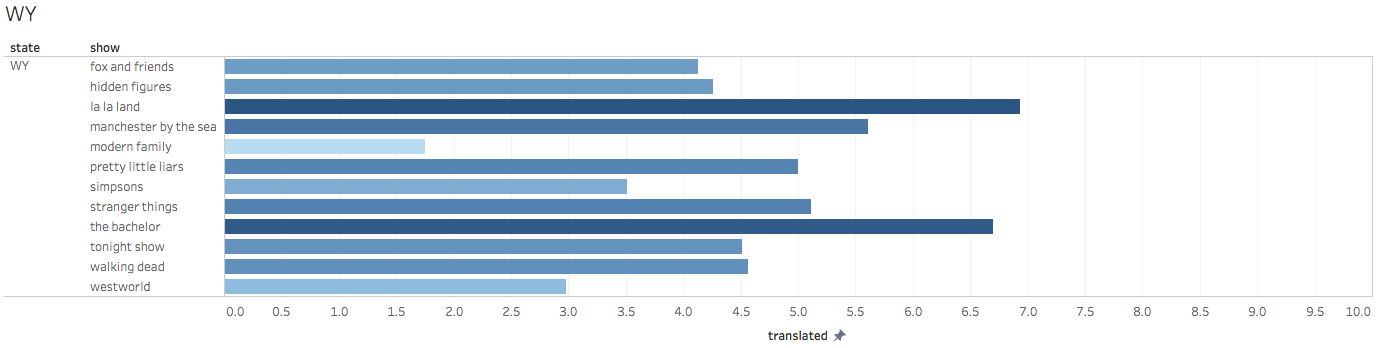 WY
state show
WY fox and friends
hidden figures
la la land
manchester by the sea
modern family
pretty little liars
simpsons
stranger things
the bachelor
tonight show
walking dead
westworld
0.0 0.5 1.0 1.5 2.0 2.5 3.0 3.5 4.0 4.5 5.0 5.5 6.0 6.5 7.0 7.5 8.0 8.5 9.0 9.5 10.0
translated